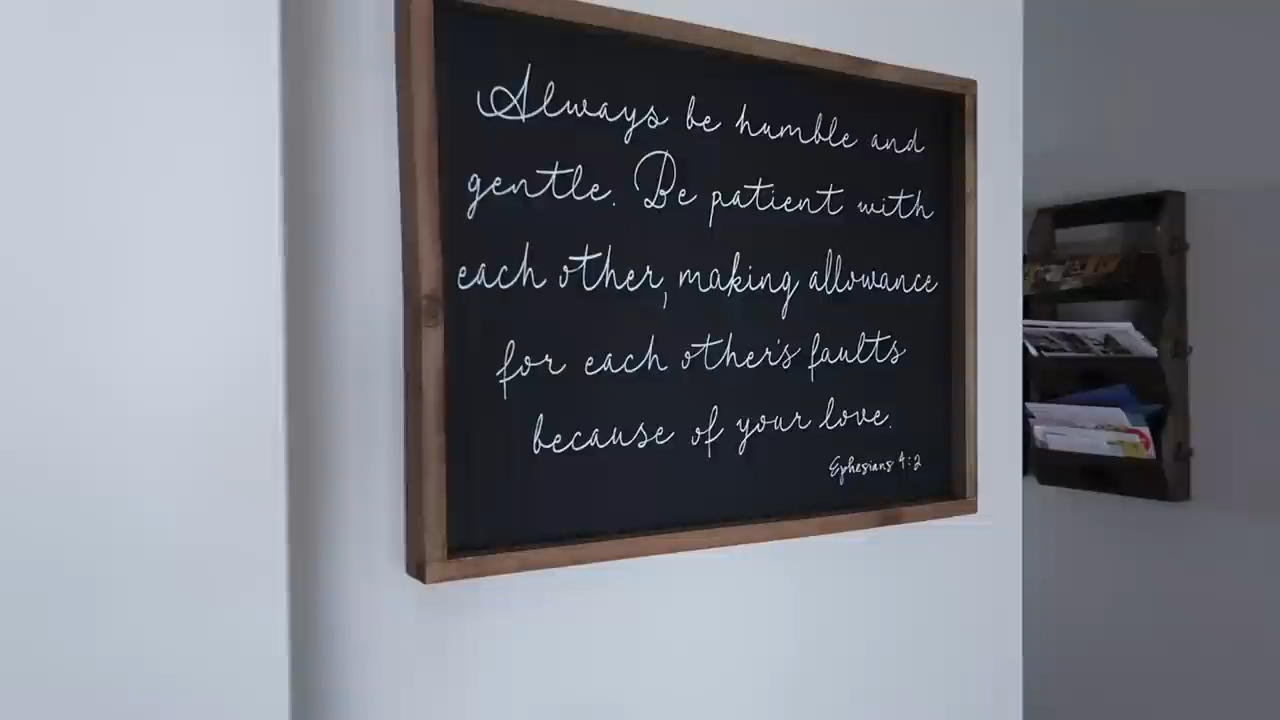 Always be humble and
gentle. Be patient with
each other, making allowance
for each other's faults
because of your love.
Ephesians 4:2